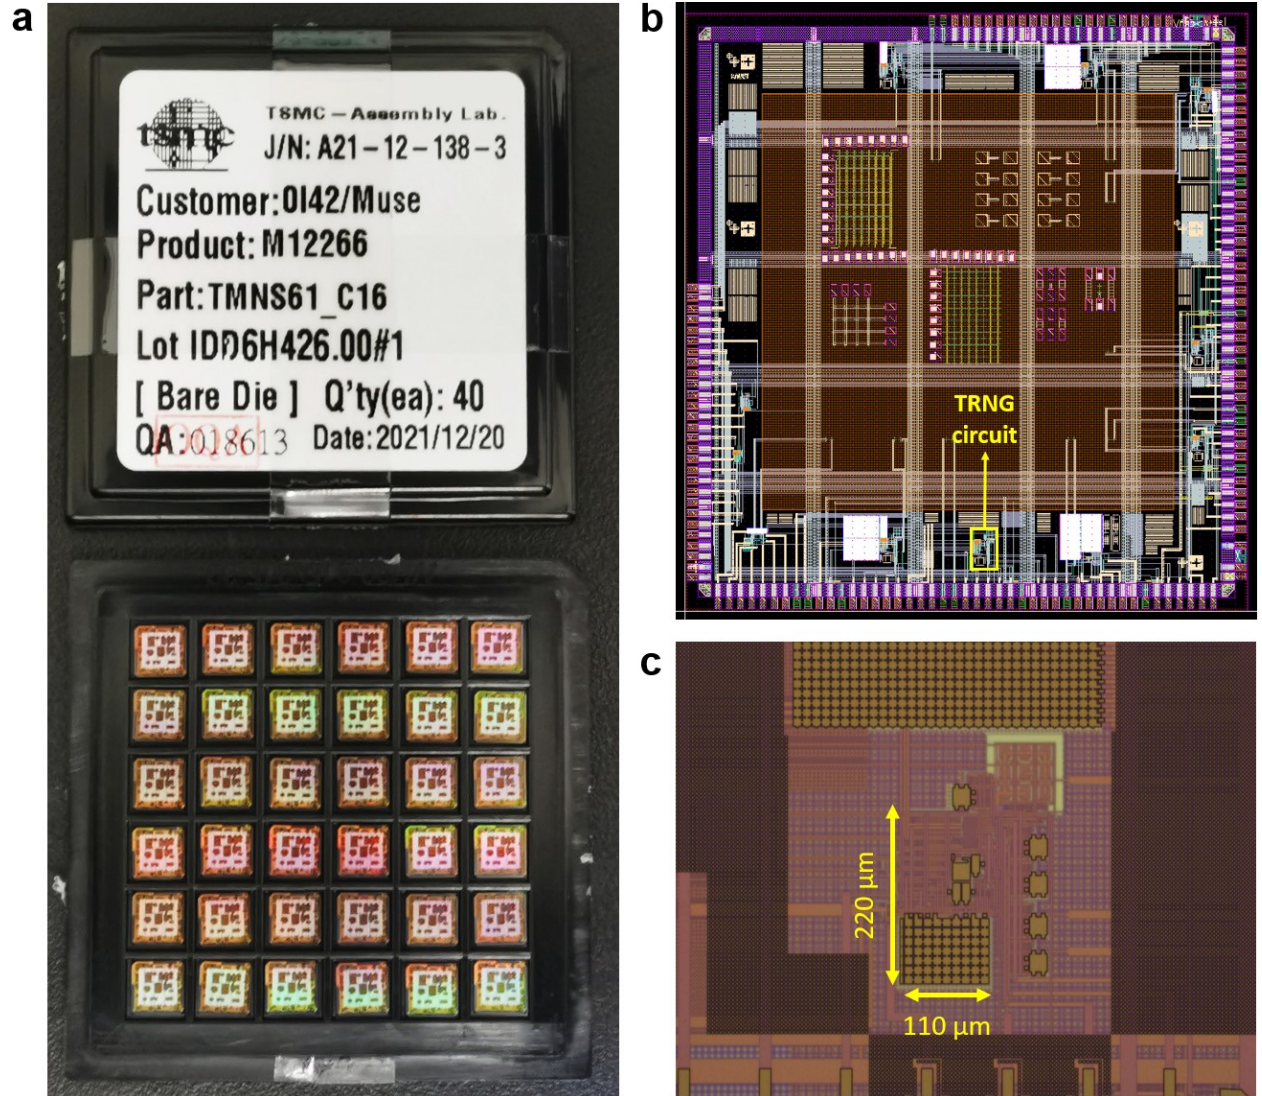 a
tsmc
TSMC – Assembly Lab.
J/N: A21 – 12 – 138 – 3
Customer:OI42/Muse
Product: M12266
Part:TMNS61_C16
Lot IDD6H426.00#1
[ Bare Die ] Q'ty(ea): 40
QA:018613 Date:2021/12/20
b
TRNG
circuit
c
220 µm
110 µm